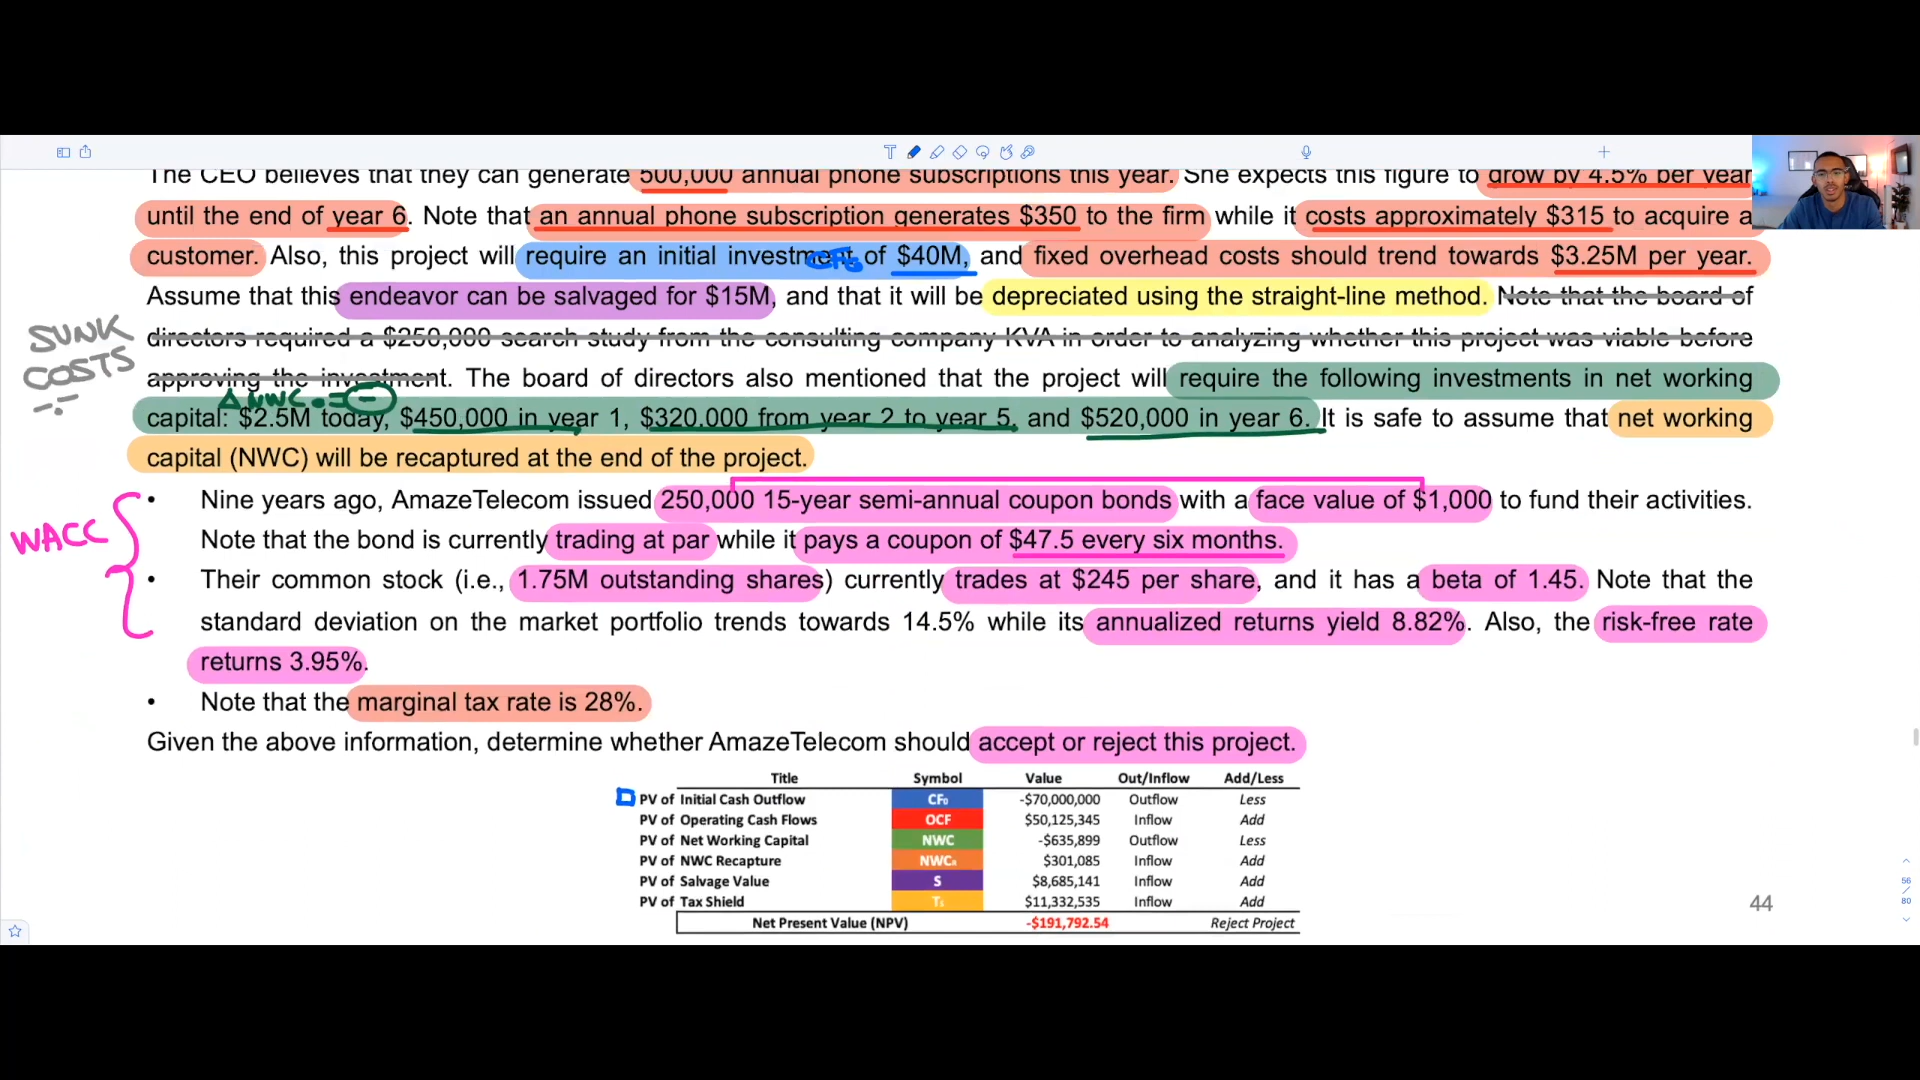 The CEO believes that they can generate 500,000 annual phone subscriptions this year. She expects this figure to drow by 4.5% per year
until the end of year 6. Note that an annual phone subscription generates $350 to the firm while it costs approximately $315 to acquire a
customer. Also, this project will require an initial investment of $40M, and fixed overhead costs should trend towards $3.25M per year.
CF₀
Assume that this endeavor can be salvaged for $15M, and that it will be depreciated using the straight-line method. Note that the board of
SUNK
COSTS
directors required a $250,000 search study from the consulting company KVA in order to analyzing whether this project was viable before
approving the investment. The board of directors also mentioned that the project will require the following investments in net working
ΔNWC₀ = -
capital: $2.5M today, $450,000 in year 1, $320,000 from year 2 to year 5, and $520,000 in year 6. It is safe to assume that net working
capital (NWC) will be recaptured at the end of the project.
WACC
• Nine years ago, AmazeTelecom issued 250,000 15-year semi-annual coupon bonds with a face value of $1,000 to fund their activities.
Note that the bond is currently trading at par while it pays a coupon of $47.5 every six months.
• Their common stock (i.e., 1.75M outstanding shares) currently trades at $245 per share, and it has a beta of 1.45. Note that the
standard deviation on the market portfolio trends towards 14.5% while its annualized returns yield 8.82%. Also, the risk-free rate
returns 3.95%.
• Note that the marginal tax rate is 28%.
Given the above information, determine whether AmazeTelecom should accept or reject this project.
Title Symbol Value Out/Inflow Add/Less
PV of Initial Cash Outflow CF₀ -$70,000,000 Outflow Less
PV of Operating Cash Flows OCF $50,125,345 Inflow Add
PV of Net Working Capital NWC -$635,899 Outflow Less
PV of NWC Recapture NWCR $301,085 Inflow Add
PV of Salvage Value S $8,685,141 Inflow Add
PV of Tax Shield Ts $11,332,535 Inflow Add
Net Present Value (NPV) -$191,792.54 Reject Project
44
56
/
80